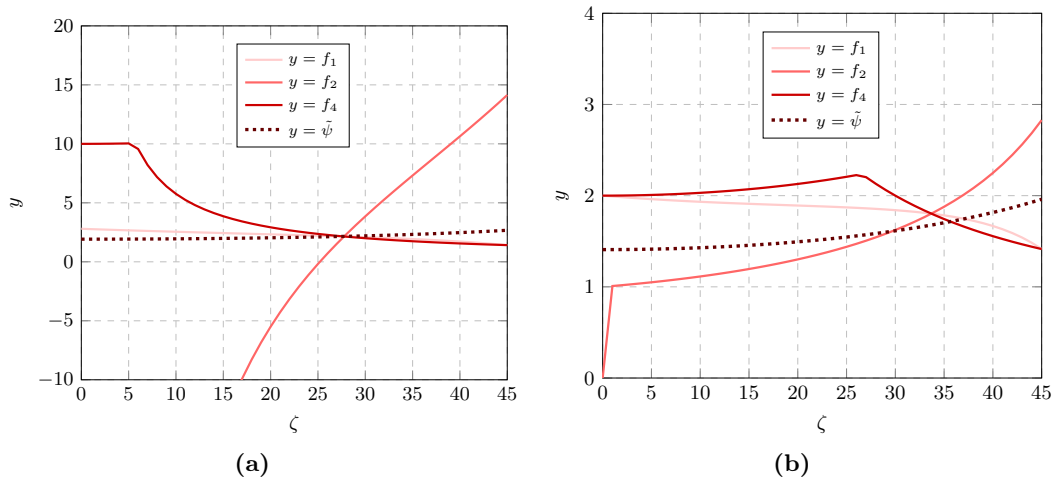 20
15
10
5
0
−5
−10
y
0 5 10 15 20 25 30 35 40 45
ζ
y = f₁
y = f₂
y = f₄
y = ψ̃
(a)
4
3
2
1
0
y
0 5 10 15 20 25 30 35 40 45
ζ
y = f₁
y = f₂
y = f₄
y = ψ̃
(b)